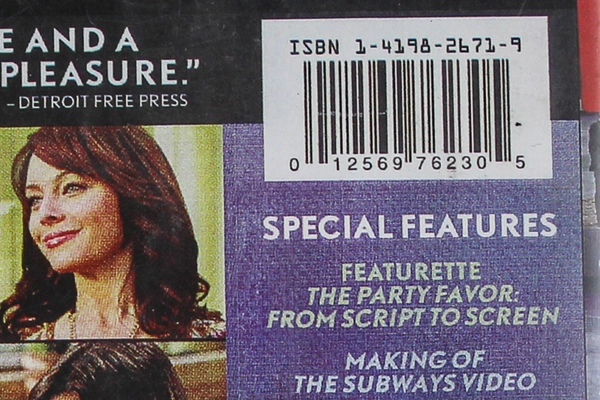 E AND A
PLEASURE.”
– DETROIT FREE PRESS
ISBN 1-4198-2671-9
0 12569 76230 5
SPECIAL FEATURES
FEATURETTE
THE PARTY FAVOR:
FROM SCRIPT TO SCREEN
MAKING OF
THE SUBWAYS VIDEO